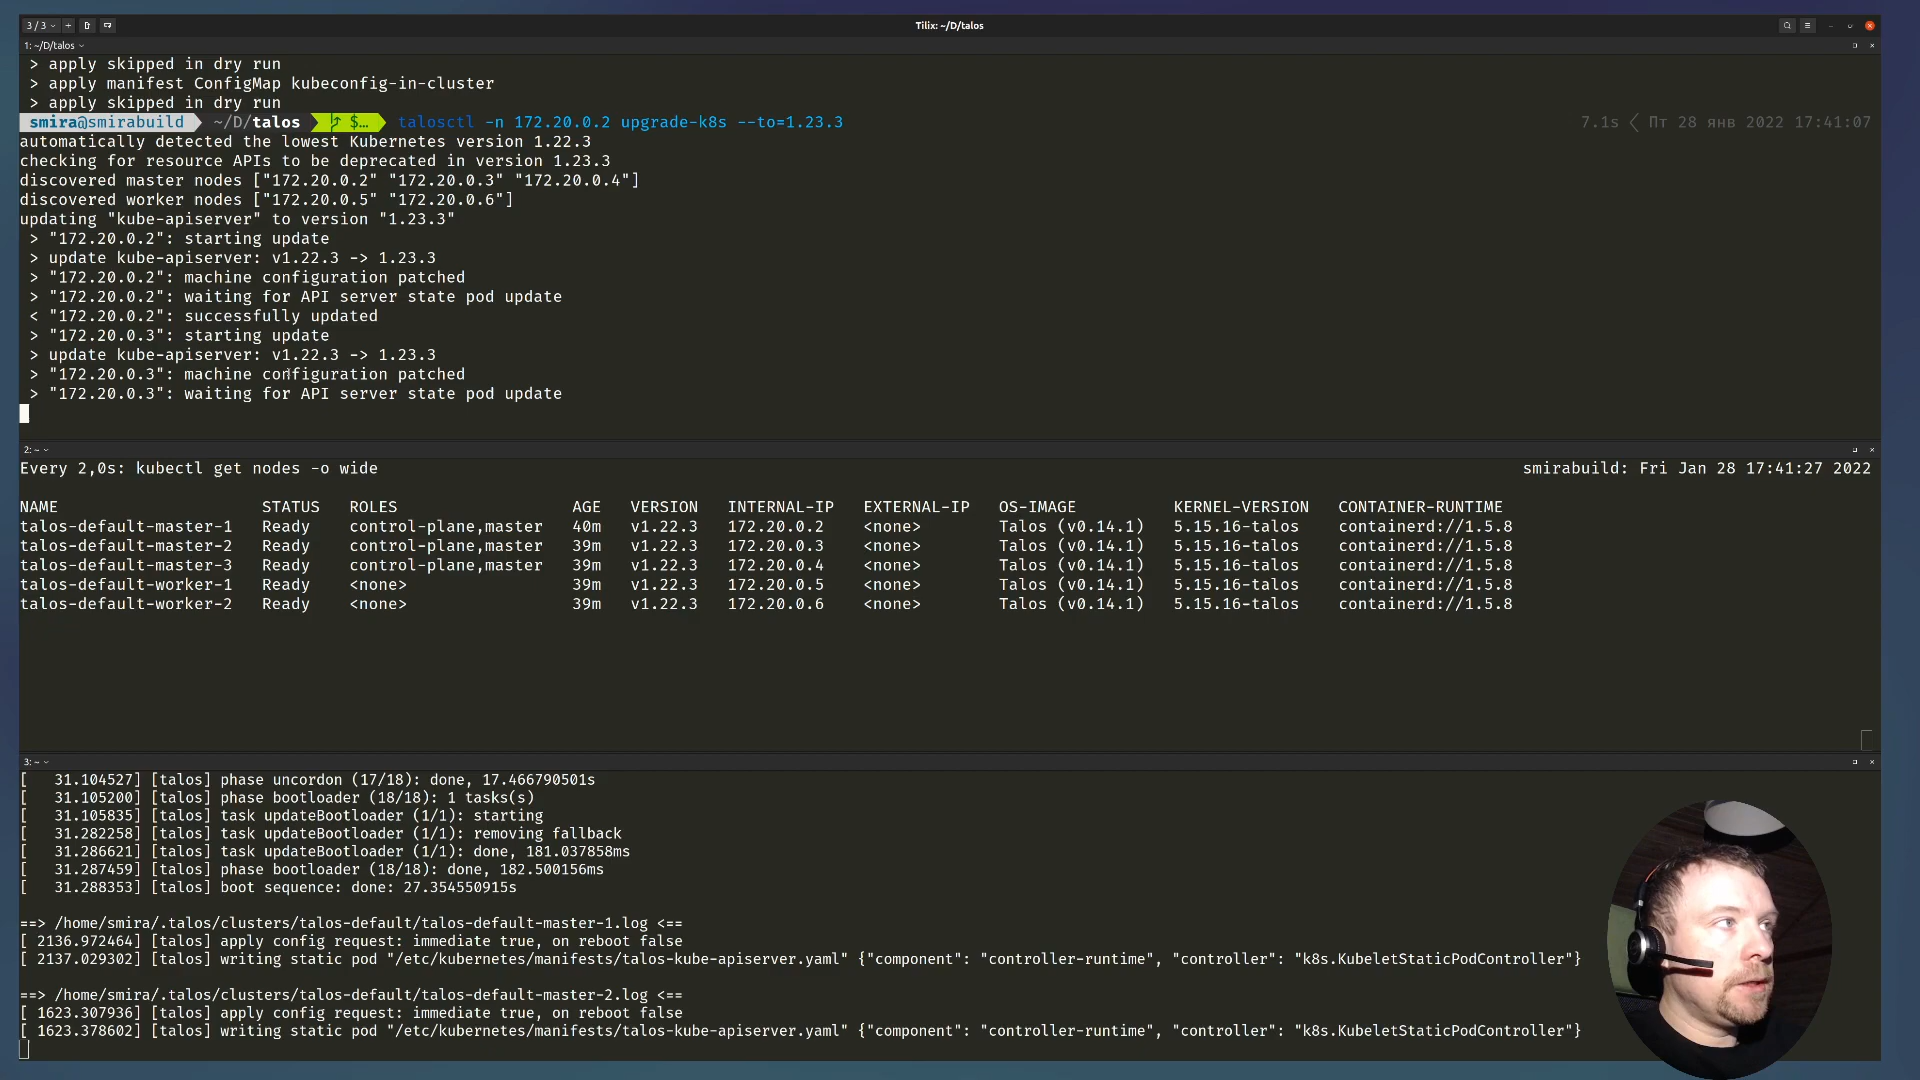 3 / 3
Tilix: ~/D/talos
1: ~/D/talos
> apply skipped in dry run
> apply manifest ConfigMap kubeconfig-in-cluster
> apply skipped in dry run
smira@smirabuild ~/D/talos $… talosctl -n 172.20.0.2 upgrade-k8s --to=1.23.3 7.1s Пт 28 янв 2022 17:41:07
automatically detected the lowest Kubernetes version 1.22.3
checking for resource APIs to be deprecated in version 1.23.3
discovered master nodes ["172.20.0.2" "172.20.0.3" "172.20.0.4"]
discovered worker nodes ["172.20.0.5" "172.20.0.6"]
updating "kube-apiserver" to version "1.23.3"
> "172.20.0.2": starting update
> update kube-apiserver: v1.22.3 -> 1.23.3
> "172.20.0.2": machine configuration patched
> "172.20.0.2": waiting for API server state pod update
< "172.20.0.2": successfully updated
> "172.20.0.3": starting update
> update kube-apiserver: v1.22.3 -> 1.23.3
> "172.20.0.3": machine configuration patched
> "172.20.0.3": waiting for API server state pod update
2: ~
Every 2,0s: kubectl get nodes -o wide smirabuild: Fri Jan 28 17:41:27 2022
NAME STATUS ROLES AGE VERSION INTERNAL-IP EXTERNAL-IP OS-IMAGE KERNEL-VERSION CONTAINER-RUNTIME
talos-default-master-1 Ready control-plane,master 40m v1.22.3 172.20.0.2 <none> Talos (v0.14.1) 5.15.16-talos containerd://1.5.8
talos-default-master-2 Ready control-plane,master 39m v1.22.3 172.20.0.3 <none> Talos (v0.14.1) 5.15.16-talos containerd://1.5.8
talos-default-master-3 Ready control-plane,master 39m v1.22.3 172.20.0.4 <none> Talos (v0.14.1) 5.15.16-talos containerd://1.5.8
talos-default-worker-1 Ready <none> 39m v1.22.3 172.20.0.5 <none> Talos (v0.14.1) 5.15.16-talos containerd://1.5.8
talos-default-worker-2 Ready <none> 39m v1.22.3 172.20.0.6 <none> Talos (v0.14.1) 5.15.16-talos containerd://1.5.8
3: ~
[ 31.104527] [talos] phase uncordon (17/18): done, 17.466790501s
[ 31.105200] [talos] phase bootloader (18/18): 1 tasks(s)
[ 31.105835] [talos] task updateBootloader (1/1): starting
[ 31.282258] [talos] task updateBootloader (1/1): removing fallback
[ 31.286621] [talos] task updateBootloader (1/1): done, 181.037858ms
[ 31.287459] [talos] phase bootloader (18/18): done, 182.500156ms
[ 31.288353] [talos] boot sequence: done: 27.354550915s
==> /home/smira/.talos/clusters/talos-default/talos-default-master-1.log <==
[ 2136.972464] [talos] apply config request: immediate true, on reboot false
[ 2137.029302] [talos] writing static pod "/etc/kubernetes/manifests/talos-kube-apiserver.yaml" {"component": "controller-runtime", "controller": "k8s.KubeletStaticPodController"}
==> /home/smira/.talos/clusters/talos-default/talos-default-master-2.log <==
[ 1623.307936] [talos] apply config request: immediate true, on reboot false
[ 1623.378602] [talos] writing static pod "/etc/kubernetes/manifests/talos-kube-apiserver.yaml" {"component": "controller-runtime", "controller": "k8s.KubeletStaticPodController"}